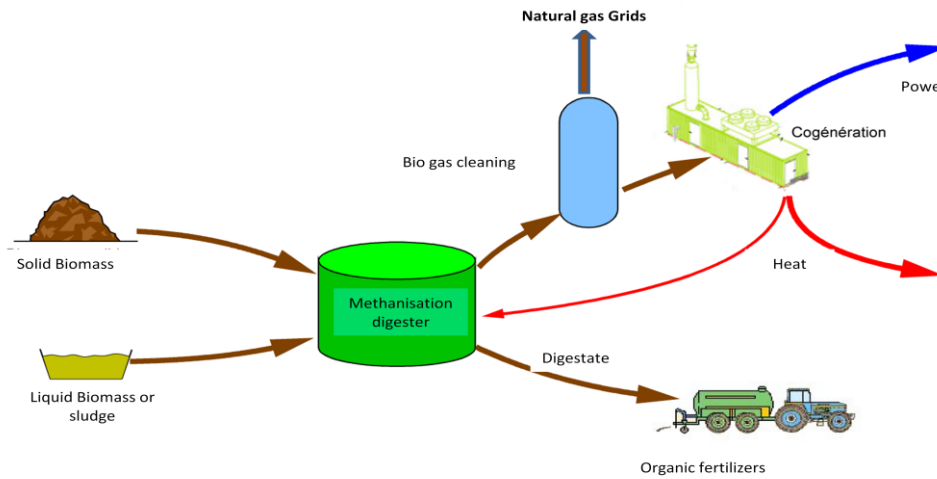 Natural gas Grids
Powe
Cogénération
Bio gas cleaning
Solid Biomass
Heat
Methanisation
digester
Digestate
Liquid Biomass or
sludge
Organic fertilizers